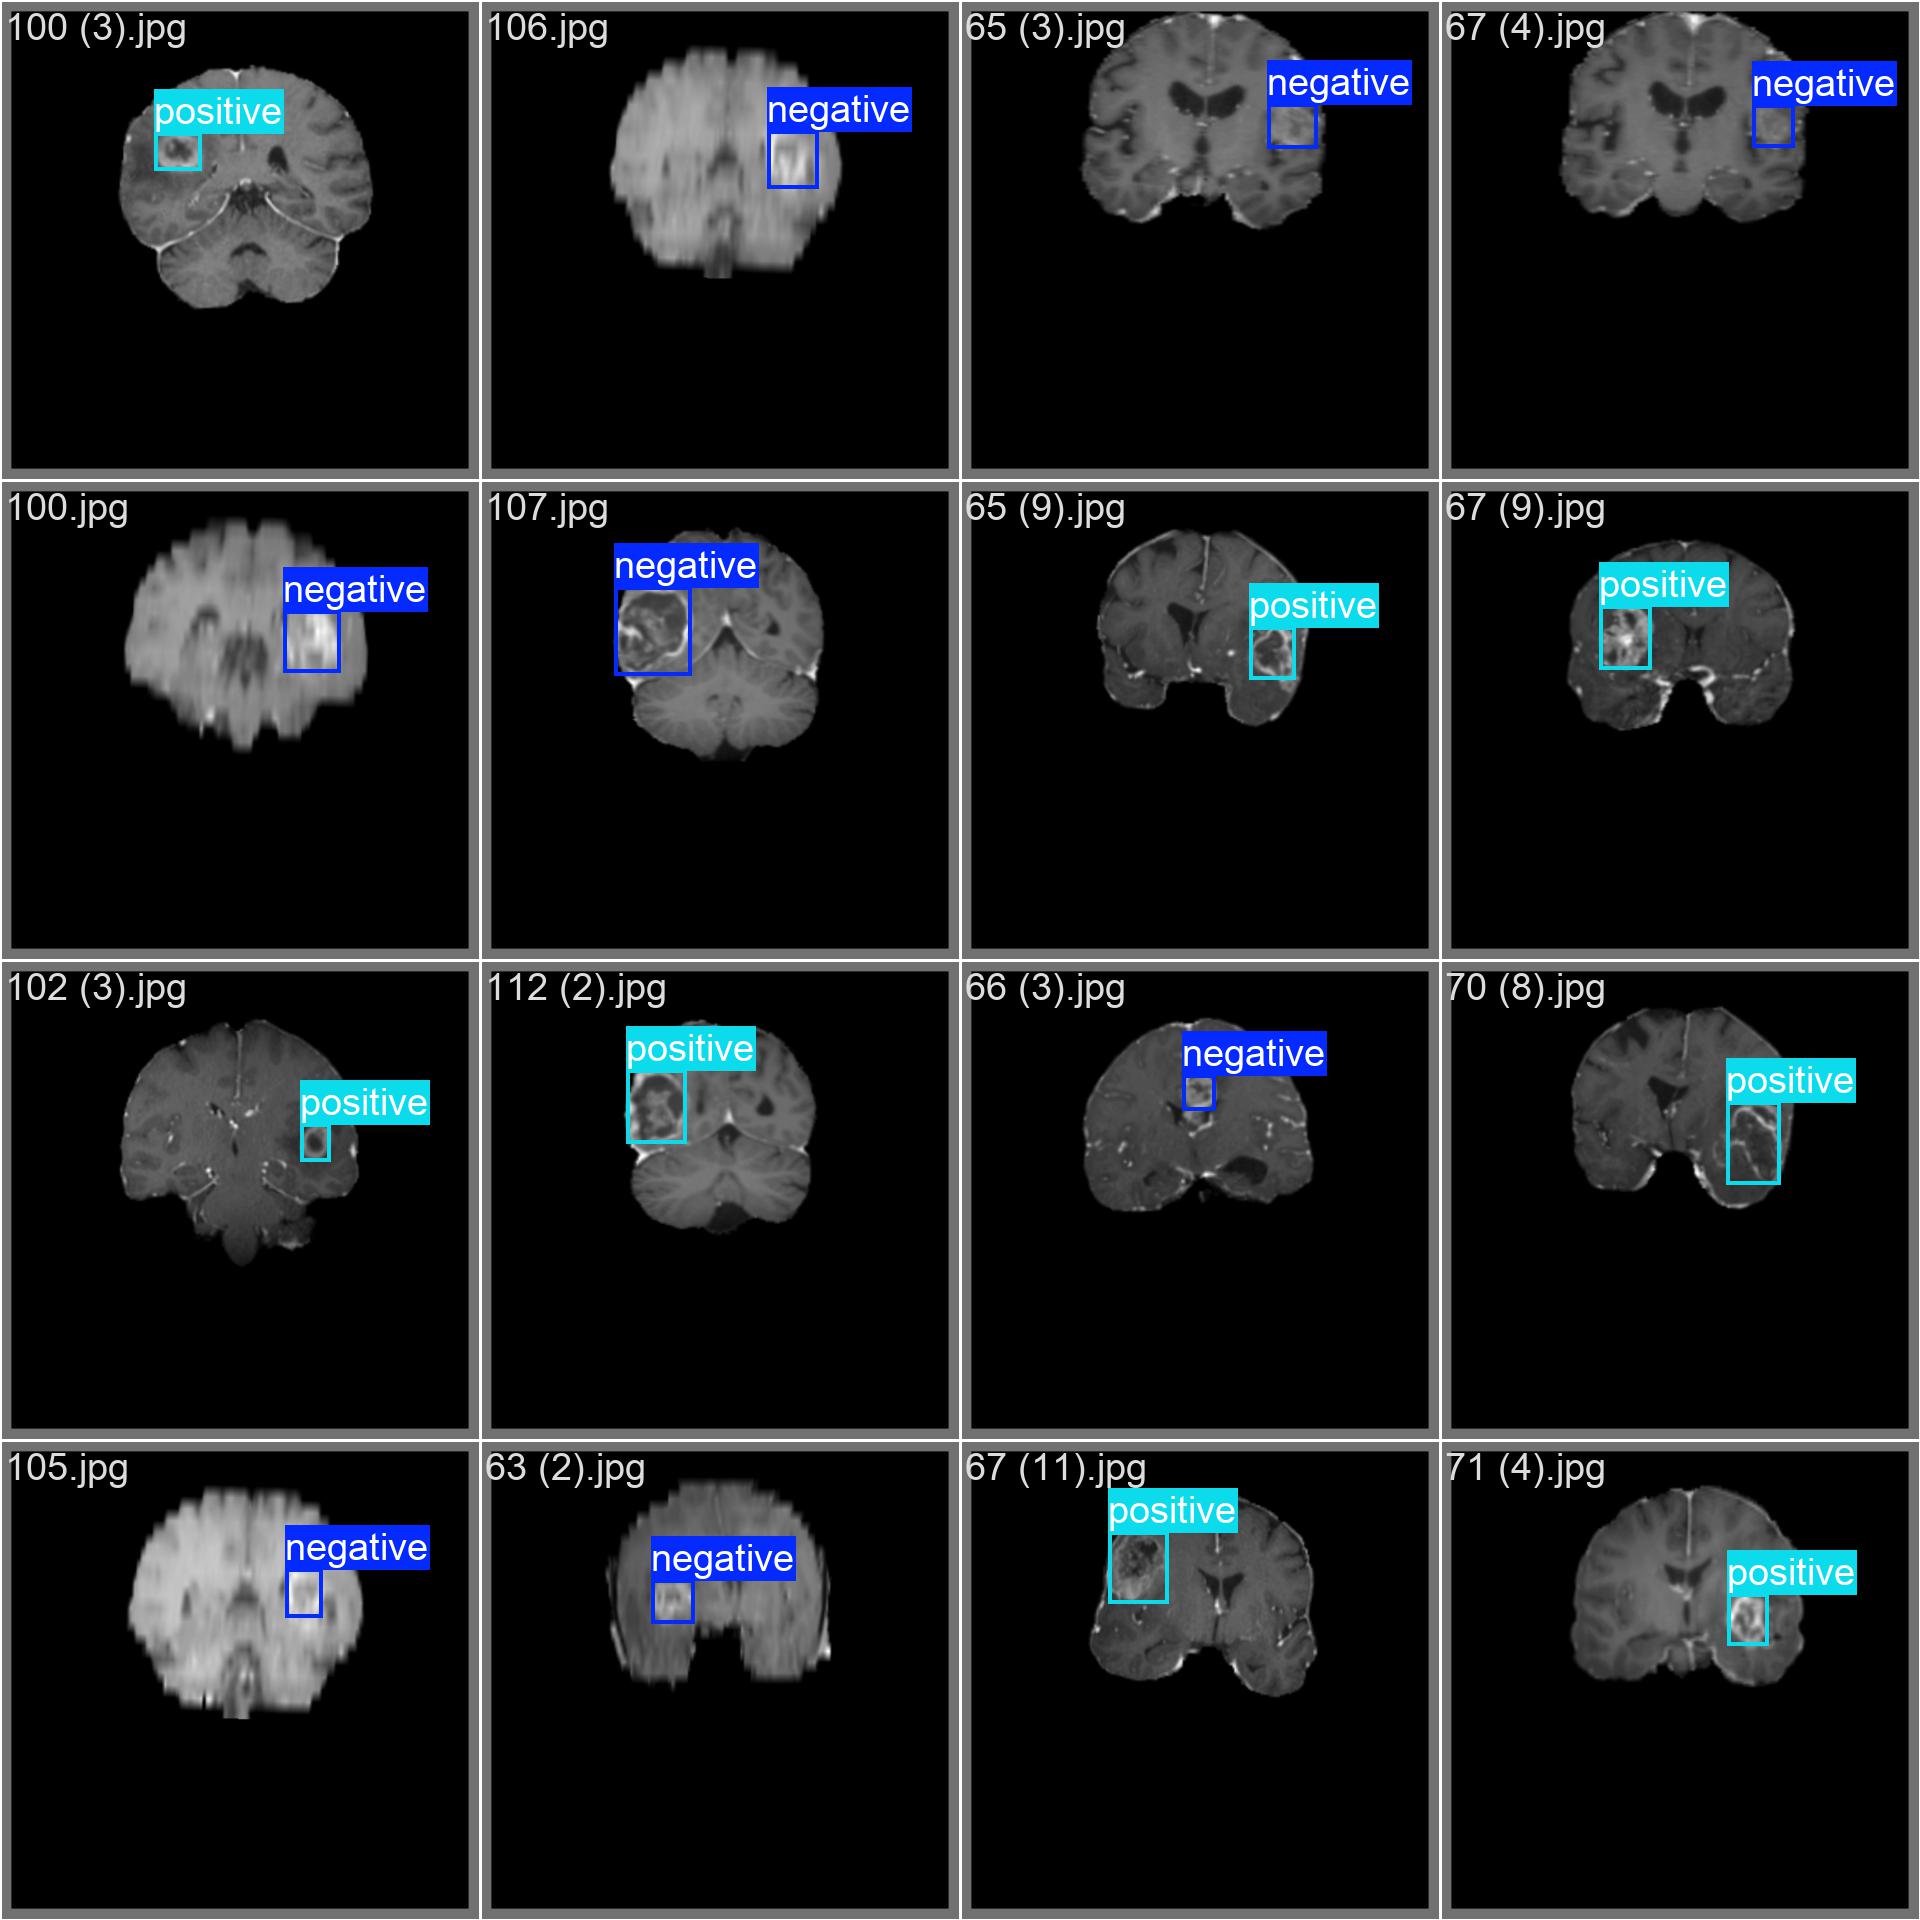 100 (3).jpg
positive
106.jpg
negative
65 (3).jpg
negative
67 (4).jpg
negative
100.jpg
negative
107.jpg
negative
65 (9).jpg
positive
67 (9).jpg
positive
102 (3).jpg
positive
112 (2).jpg
positive
66 (3).jpg
negative
70 (8).jpg
positive
105.jpg
negative
63 (2).jpg
negative
67 (11).jpg
positive
71 (4).jpg
positive